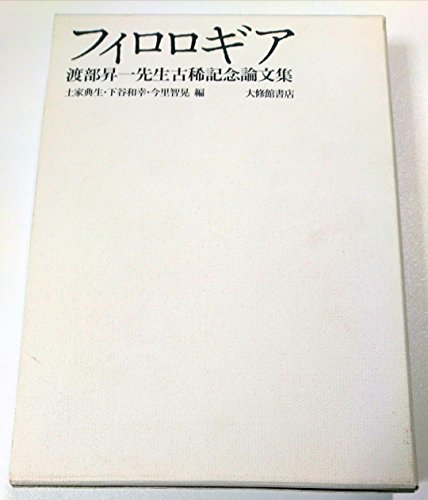 フィロロギア
渡部昇一先生古稀記念論文集
土家典生・下谷和幸・今里智晃 編 大修館書店